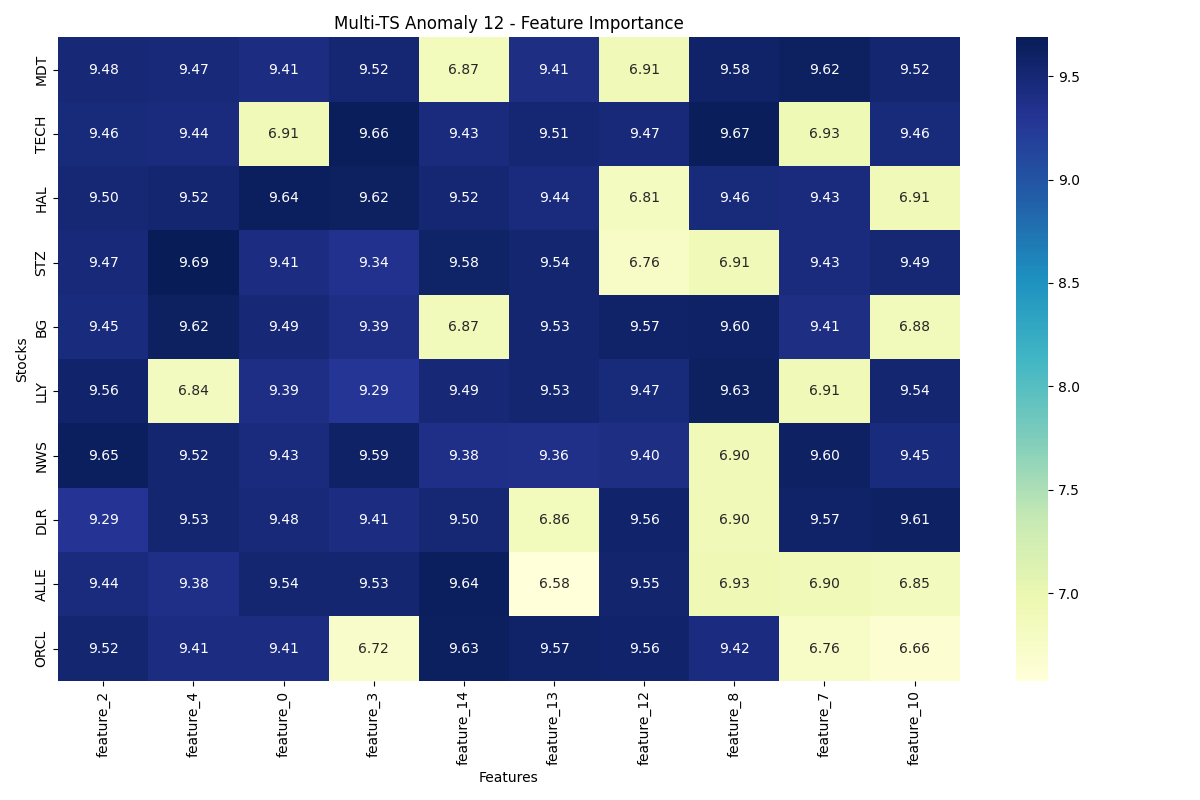 Multi-TS Anomaly 12 - Feature Importance
Stocks
MDT 9.48 9.47 9.41 9.52 6.87 9.41 6.91 9.58 9.62 9.52
TECH 9.46 9.44 6.91 9.66 9.43 9.51 9.47 9.67 6.93 9.46
HAL 9.50 9.52 9.64 9.62 9.52 9.44 6.81 9.46 9.43 6.91
STZ 9.47 9.69 9.41 9.34 9.58 9.54 6.76 6.91 9.43 9.49
BG 9.45 9.62 9.49 9.39 6.87 9.53 9.57 9.60 9.41 6.88
LLY 9.56 6.84 9.39 9.29 9.49 9.53 9.47 9.63 6.91 9.54
NWS 9.65 9.52 9.43 9.59 9.38 9.36 9.40 6.90 9.60 9.45
DLR 9.29 9.53 9.48 9.41 9.50 6.86 9.56 6.90 9.57 9.61
ALLE 9.44 9.38 9.54 9.53 9.64 6.58 9.55 6.93 6.90 6.85
ORCL 9.52 9.41 9.41 6.72 9.63 9.57 9.56 9.42 6.76 6.66
feature_2 feature_4 feature_0 feature_3 feature_14 feature_13 feature_12 feature_8 feature_7 feature_10
Features
9.5
9.0
8.5
8.0
7.5
7.0